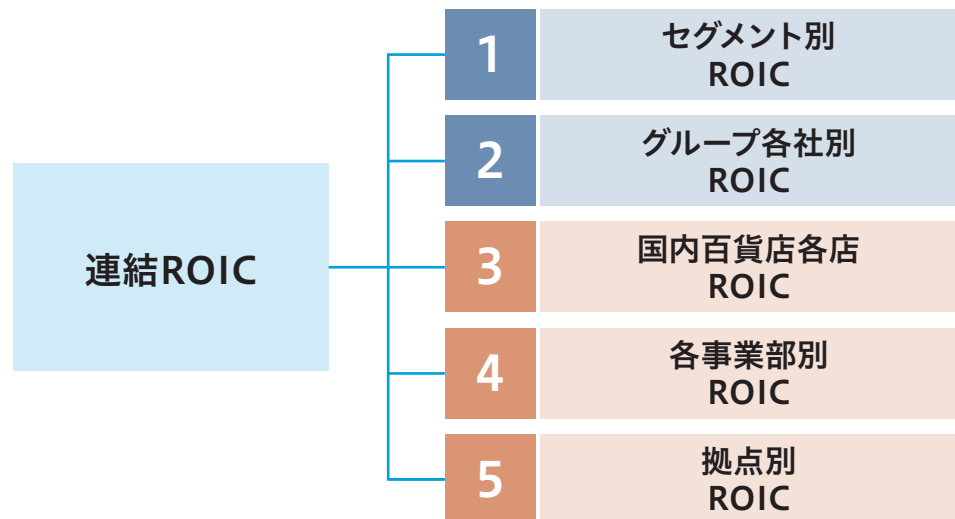 連結ROIC
1
セグメント別
ROIC
2
グループ各社別
ROIC
3
国内百貨店各店
ROIC
4
各事業部別
ROIC
5
拠点別
ROIC